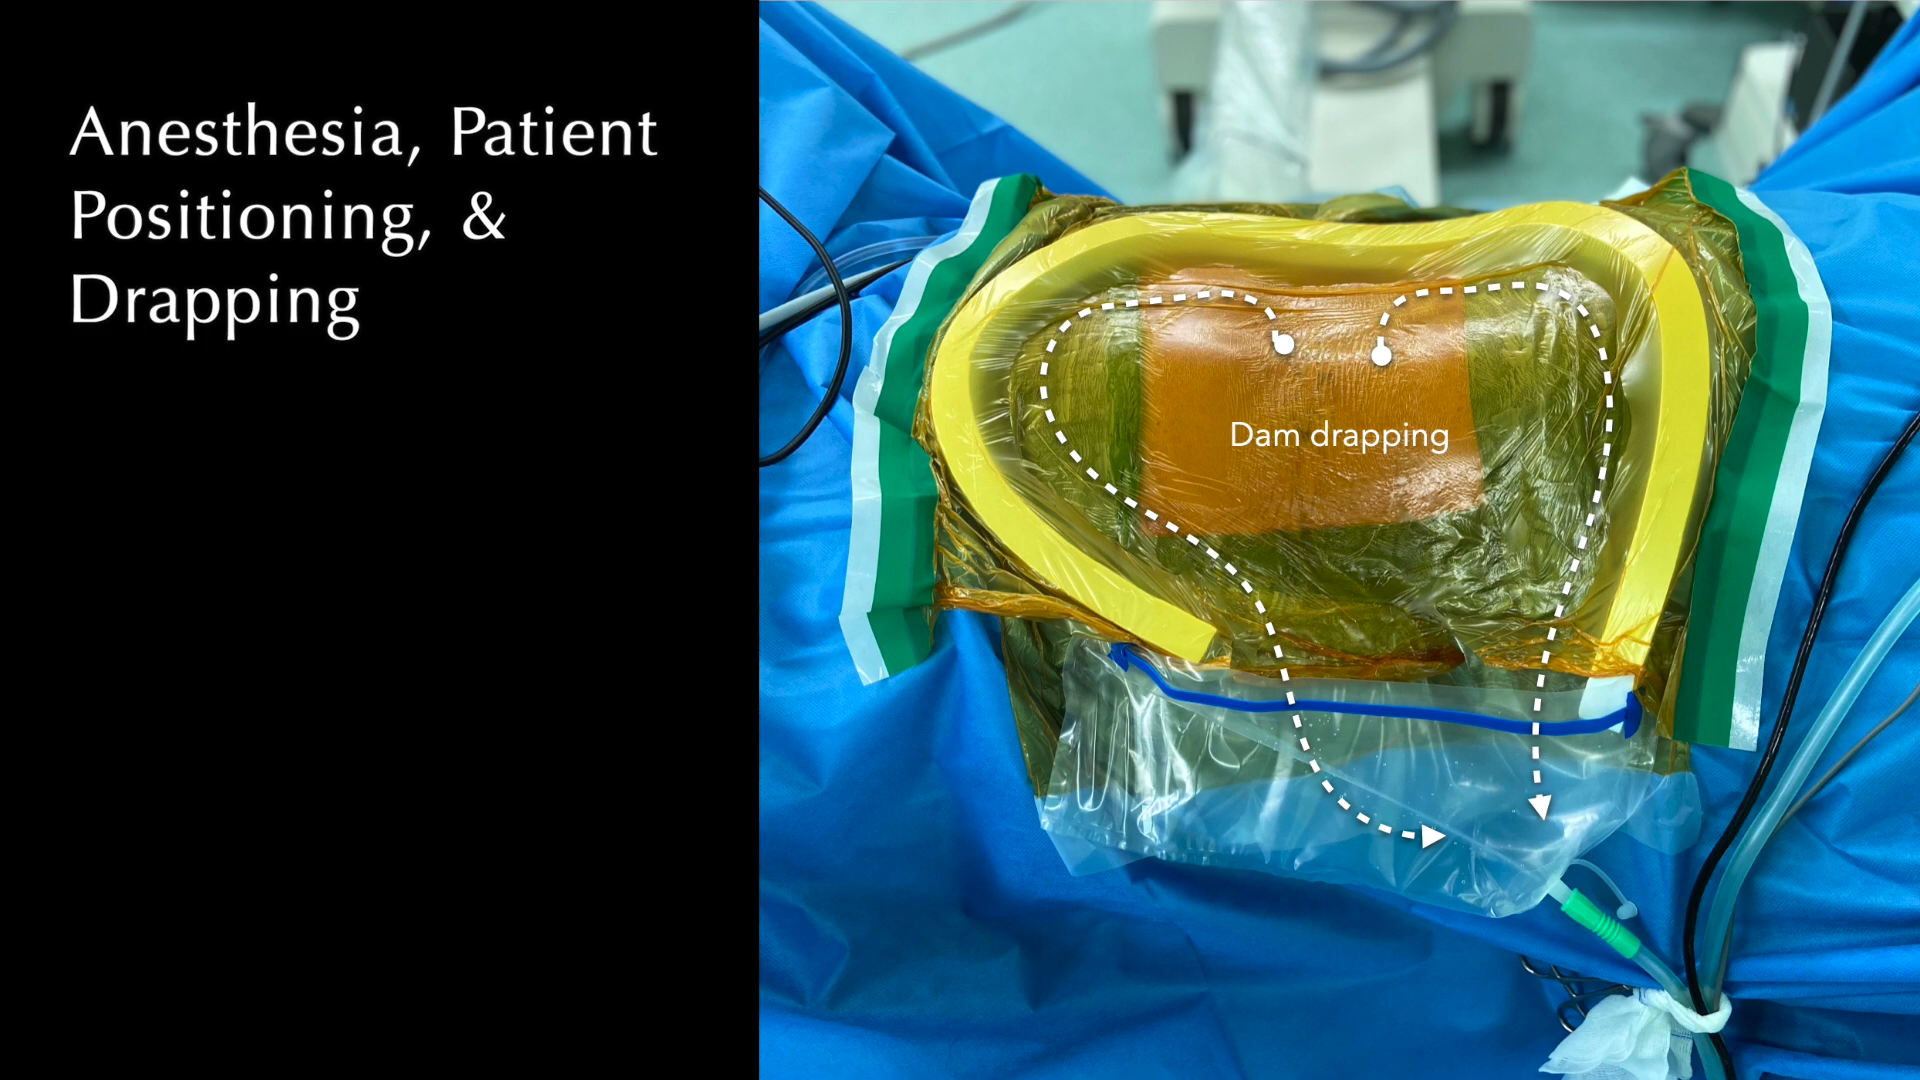 Anesthesia, Patient
Positioning, &
Drapping
Dam drapping